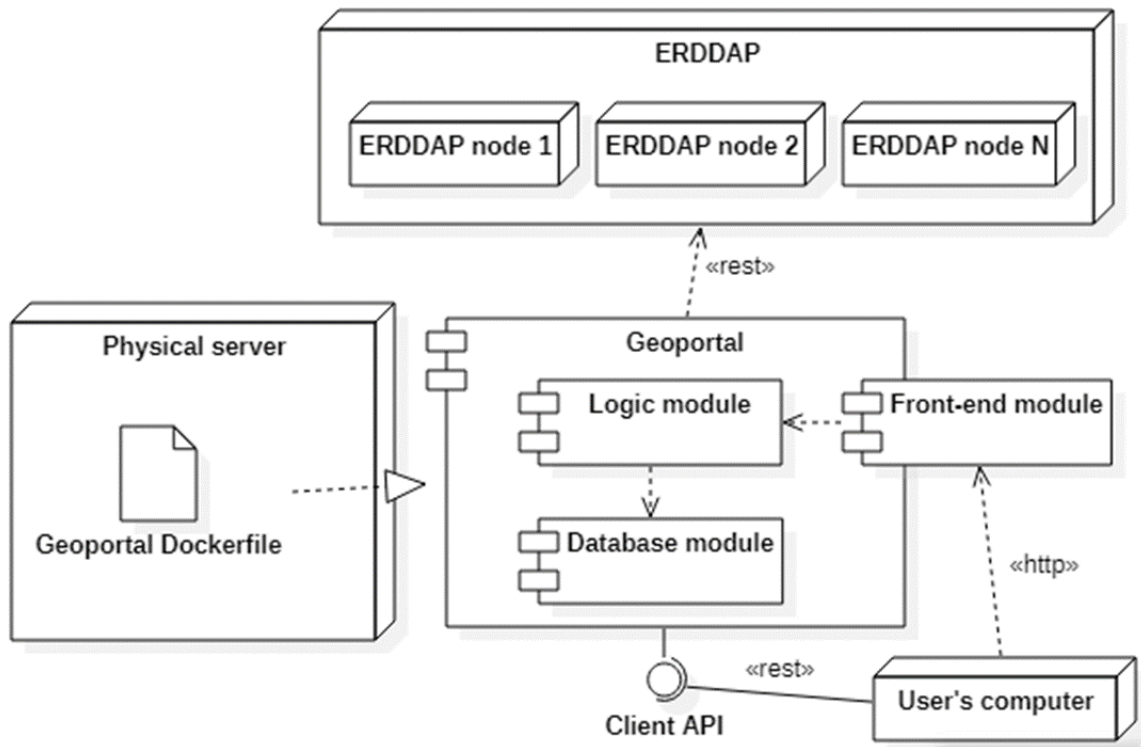 ERDDAP
ERDDAP node 1
ERDDAP node 2
ERDDAP node N
«rest»
Physical server
Geoportal Dockerfile
Geoportal
Logic module
Front-end module
Database module
«http»
«rest»
Client API
User's computer